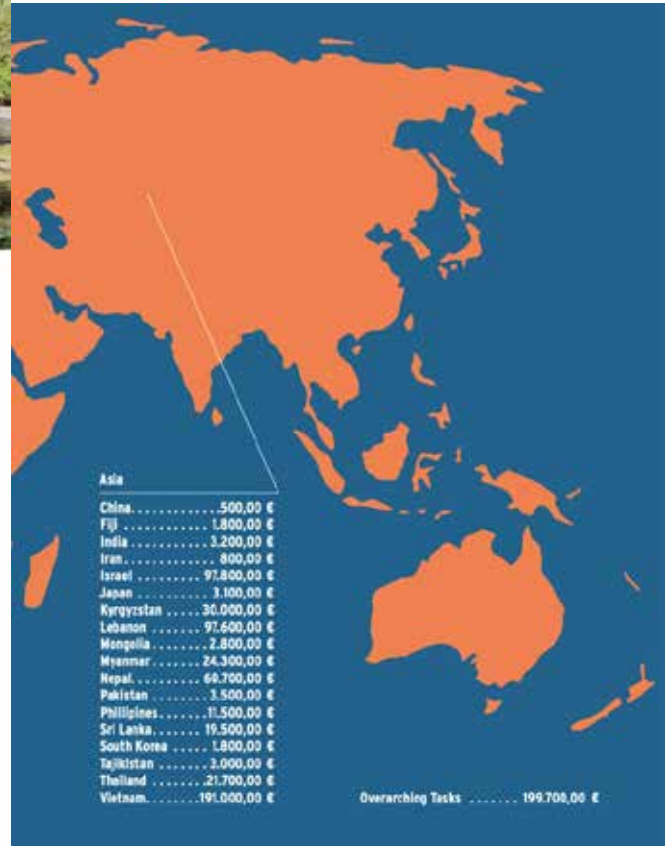 Asia
China.............500,00 €
Fiji ............1.800,00 €
India ...........3.200,00 €
Iran............. 800,00 €
Israel ........97.800,00 €
Japan ..........3.100,00 €
Kyrgyzstan .....30.000,00 €
Lebanon .......97.600,00 €
Mongolia........2.800,00 €
Myanmar.......24.300,00 €
Nepal..........69.700,00 €
Pakistan .......3.500,00 €
Phillipines.......11.500,00 €
Sri Lanka.......19.500,00 €
South Korea .....1.800,00 €
Tajikistan .......3.000,00 €
Thailand .......21.700,00 €
Vietnam........191.000,00 €
Overarching Tasks ....... 199.700,00 €